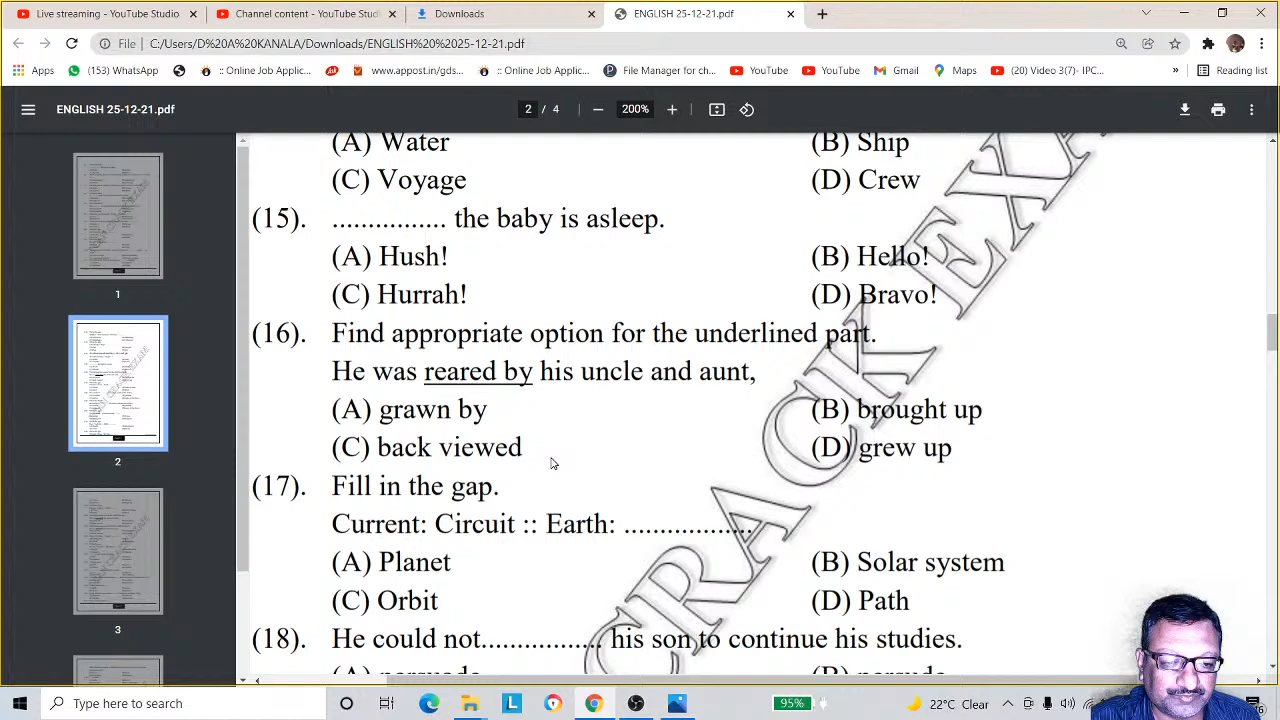 Live streaming - YouTube Studio
Channel content - YouTube Stud
Downloads
ENGLISH 25-12-21.pdf
File | C:/Users/D%20A%20KANALA/Downloads/ENGLISH%20%2025-12-21.pdf
Apps
(153) WhatsApp
:: Online Job Applic...
www.appost.in/gds...
:: Online Job Applic...
File Manager for ch...
YouTube
YouTube
Gmail
Maps
(20) Video 3(7)- IPC...
»
Reading list
ENGLISH 25-12-21.pdf
2 / 4
200%
1
2
3
(A) Water (B) Ship
(C) Voyage (D) Crew
(15). ................ the baby is asleep.
(A) Hush! (B) Hello!
(C) Hurrah! (D) Bravo!
(16). Find appropriate option for the underlined part.
He was reared by his uncle and aunt,
(A) grawn by (B) brought up
(C) back viewed (D) grew up
(17). Fill in the gap.
Current: Circuit :: Earth: ..................
(A) Planet (B) Solar system
(C) Orbit (D) Path
(18). He could not................. his son to continue his studies.
CRACK EXA
here to search
95%
22°C Clear